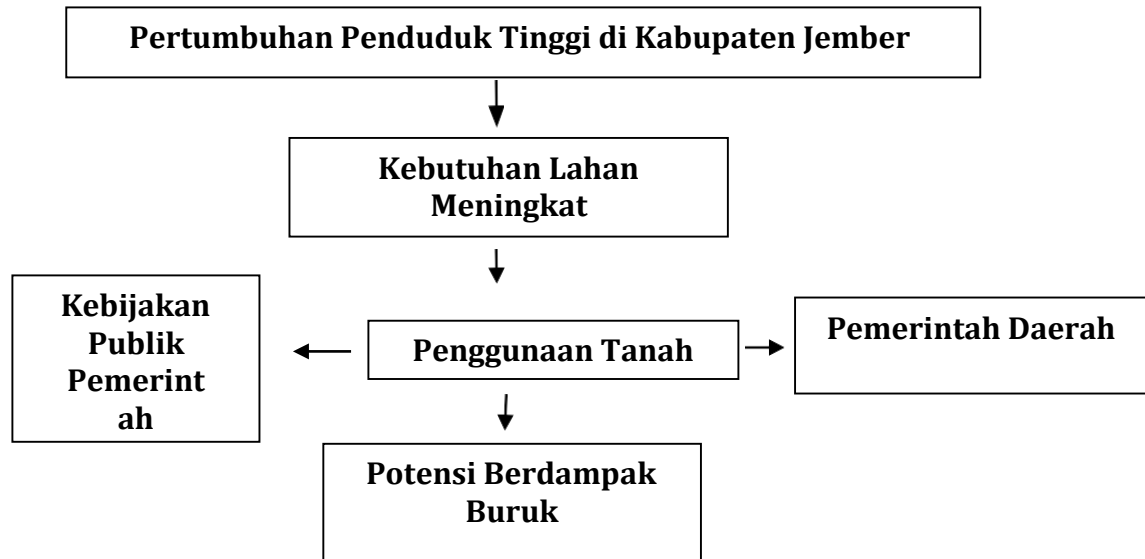 Pertumbuhan Penduduk Tinggi di Kabupaten Jember
Kebutuhan Lahan
Meningkat
Kebijakan
Publik
Pemerint
ah
Penggunaan Tanah
Pemerintah Daerah
Potensi Berdampak
Buruk